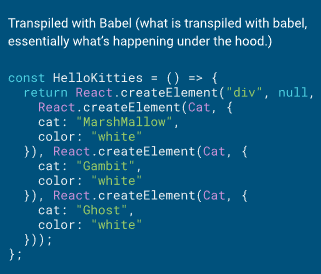 Transpiled with Babel (what is transpiled with babel,
essentially what's happening under the hood.)
const HelloKitties = () => {
  return React.createElement("div", null,
    React.createElement(Cat, {
    cat: "MarshMallow",
    color: "white"
  }), React.createElement(Cat, {
    cat: "Gambit",
    color: "white"
  }), React.createElement(Cat, {
    cat: "Ghost",
    color: "white"
  }));
};